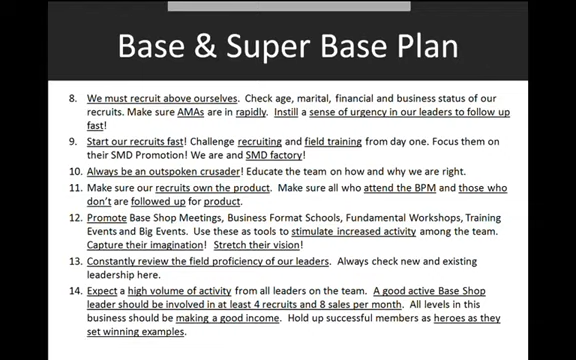 Base & Super Base Plan
8. We must recruit above ourselves. Check age, marital, financial and business status of our
recruits. Make sure AMAs are in rapidly. Instill a sense of urgency in our leaders to follow up
fast!
9. Start our recruits fast! Challenge recruiting and field training from day one. Focus them on
their SMD Promotion! We are and SMD factory!
10. Always be an outspoken crusader! Educate the team on how and why we are right.
11. Make sure our recruits own the product. Make sure all who attend the BPM and those who
don't are followed up for product.
12. Promote Base Shop Meetings, Business Format Schools, Fundamental Workshops, Training
Events and Big Events. Use these as tools to stimulate increased activity among the team.
Capture their imagination! Stretch their vision!
13. Constantly review the field proficiency of our leaders. Always check new and existing
leadership here.
14. Expect a high volume of activity from all leaders on the team. A good active Base Shop
leader should be involved in at least 4 recruits and 8 sales per month. All levels in this
business should be making a good income. Hold up successful members as heroes as they
set winning examples.